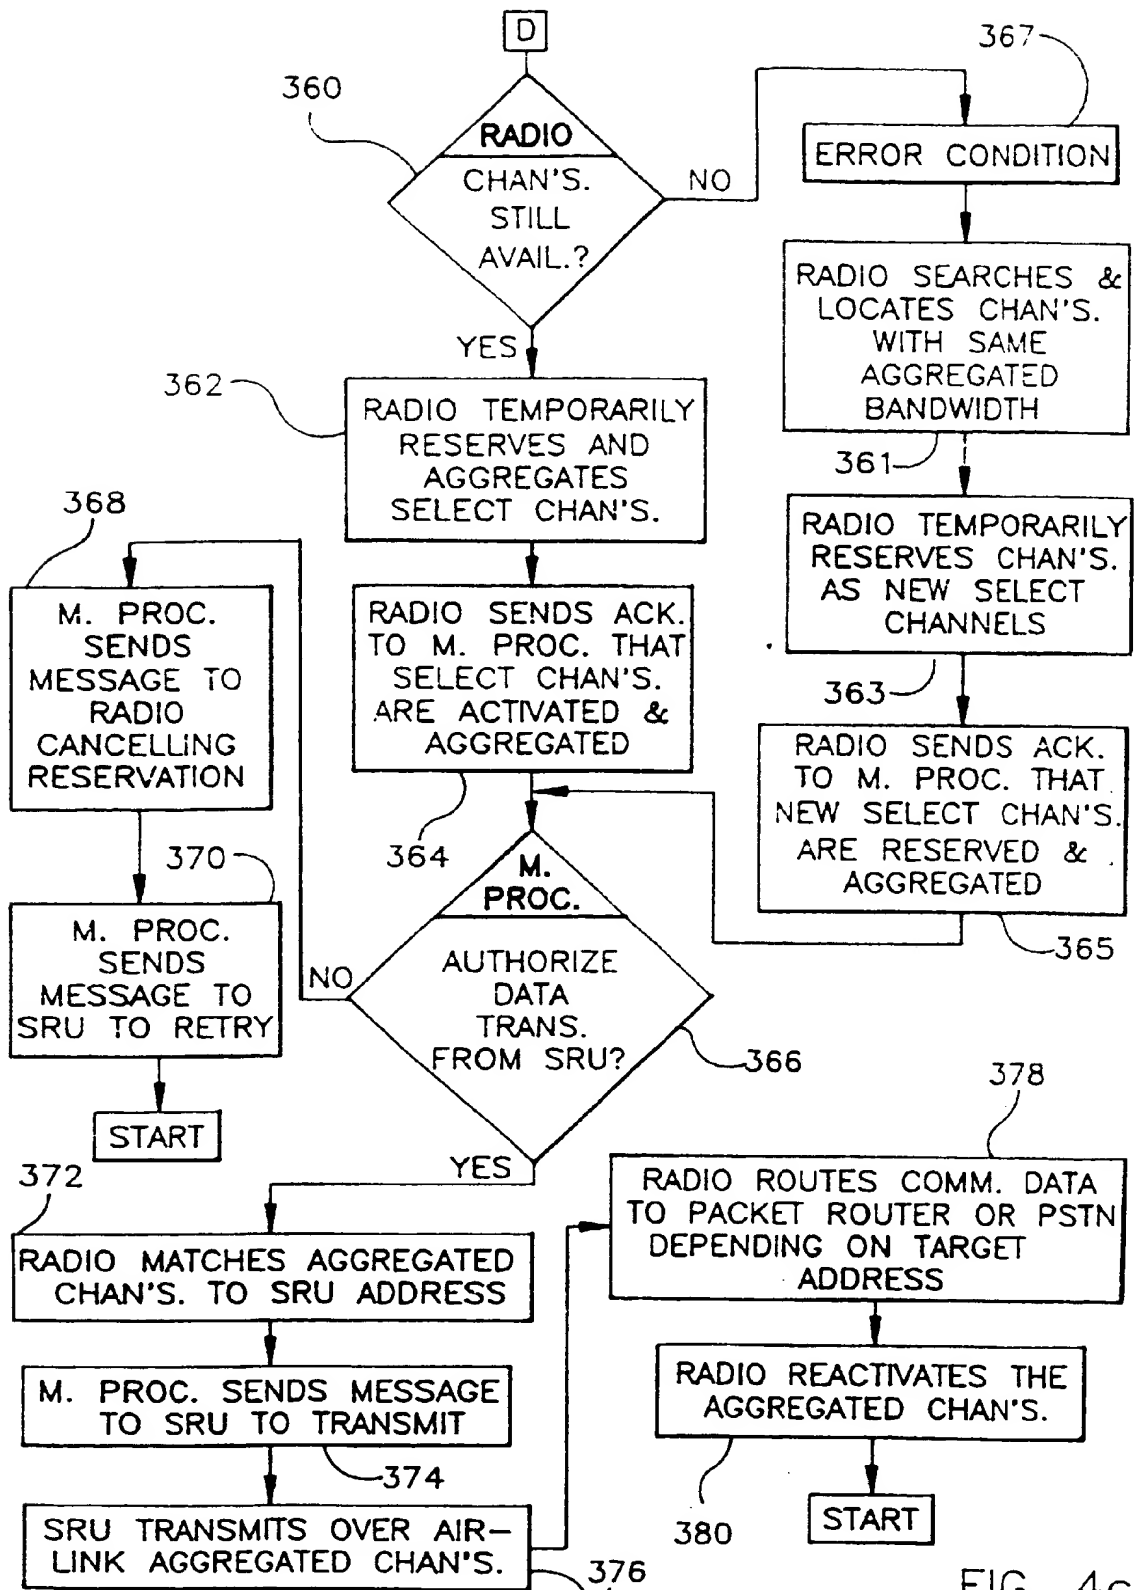 D
367
360
RADIO
CHAN'S.
STILL
AVAIL.?
NO
ERROR CONDITION
YES
RADIO SEARCHES &
LOCATES CHAN'S.
WITH SAME
AGGREGATED
BANDWIDTH
361
362
RADIO TEMPORARILY
RESERVES AND
AGGREGATES
SELECT CHAN'S.
RADIO TEMPORARILY
RESERVES CHAN'S.
AS NEW SELECT
CHANNELS
363
368
M. PROC.
SENDS
MESSAGE TO
RADIO
CANCELLING
RESERVATION
RADIO SENDS ACK.
TO M. PROC. THAT
SELECT CHAN'S.
ARE ACTIVATED &
AGGREGATED
364
RADIO SENDS ACK.
TO M. PROC. THAT
NEW SELECT CHAN'S.
ARE RESERVED &
AGGREGATED
365
370
M. PROC.
SENDS
MESSAGE TO
SRU TO RETRY
START
M.
PROC.
AUTHORIZE
DATA
TRANS.
FROM SRU?
NO
366
YES
372
RADIO MATCHES AGGREGATED
CHAN'S. TO SRU ADDRESS
M. PROC. SENDS MESSAGE
TO SRU TO TRANSMIT
374
SRU TRANSMITS OVER AIR-
LINK AGGREGATED CHAN'S.
376
378
RADIO ROUTES COMM. DATA
TO PACKET ROUTER OR PSTN
DEPENDING ON TARGET
ADDRESS
RADIO REACTIVATES THE
AGGREGATED CHAN'S.
380
START
FIG. 4c